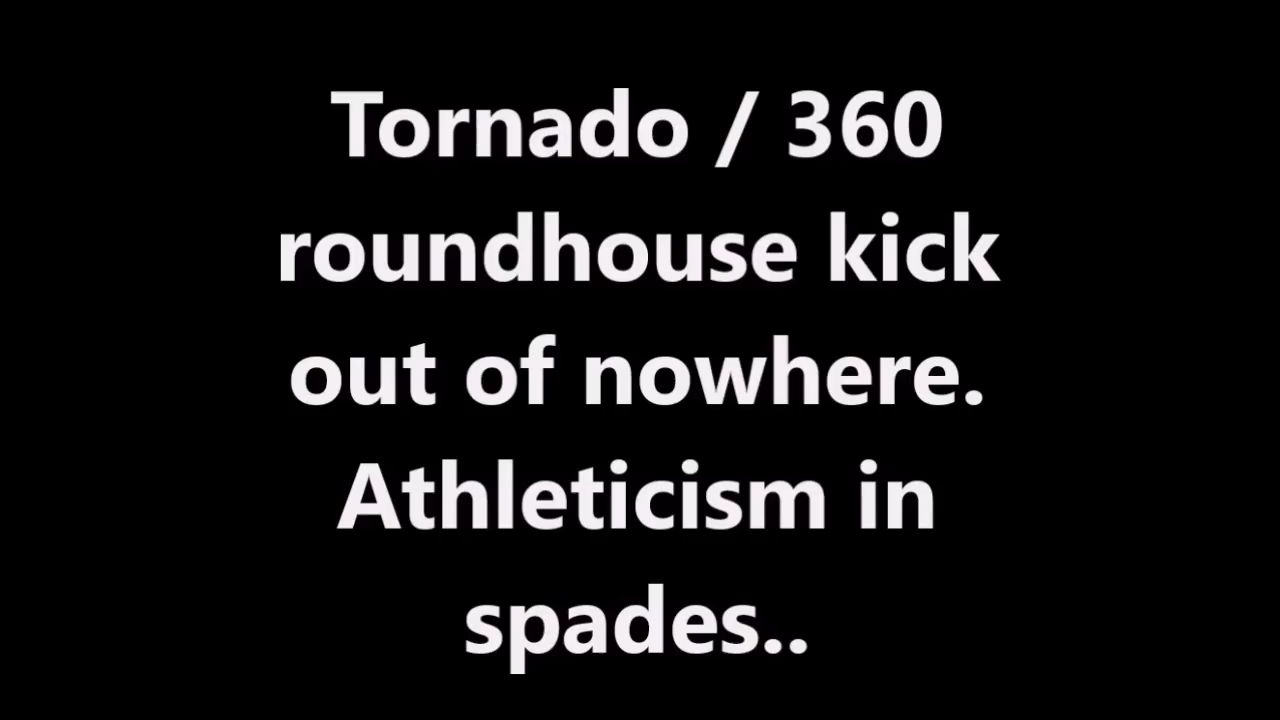 Tornado / 360
roundhouse kick
out of nowhere.
Athleticism in
spades..